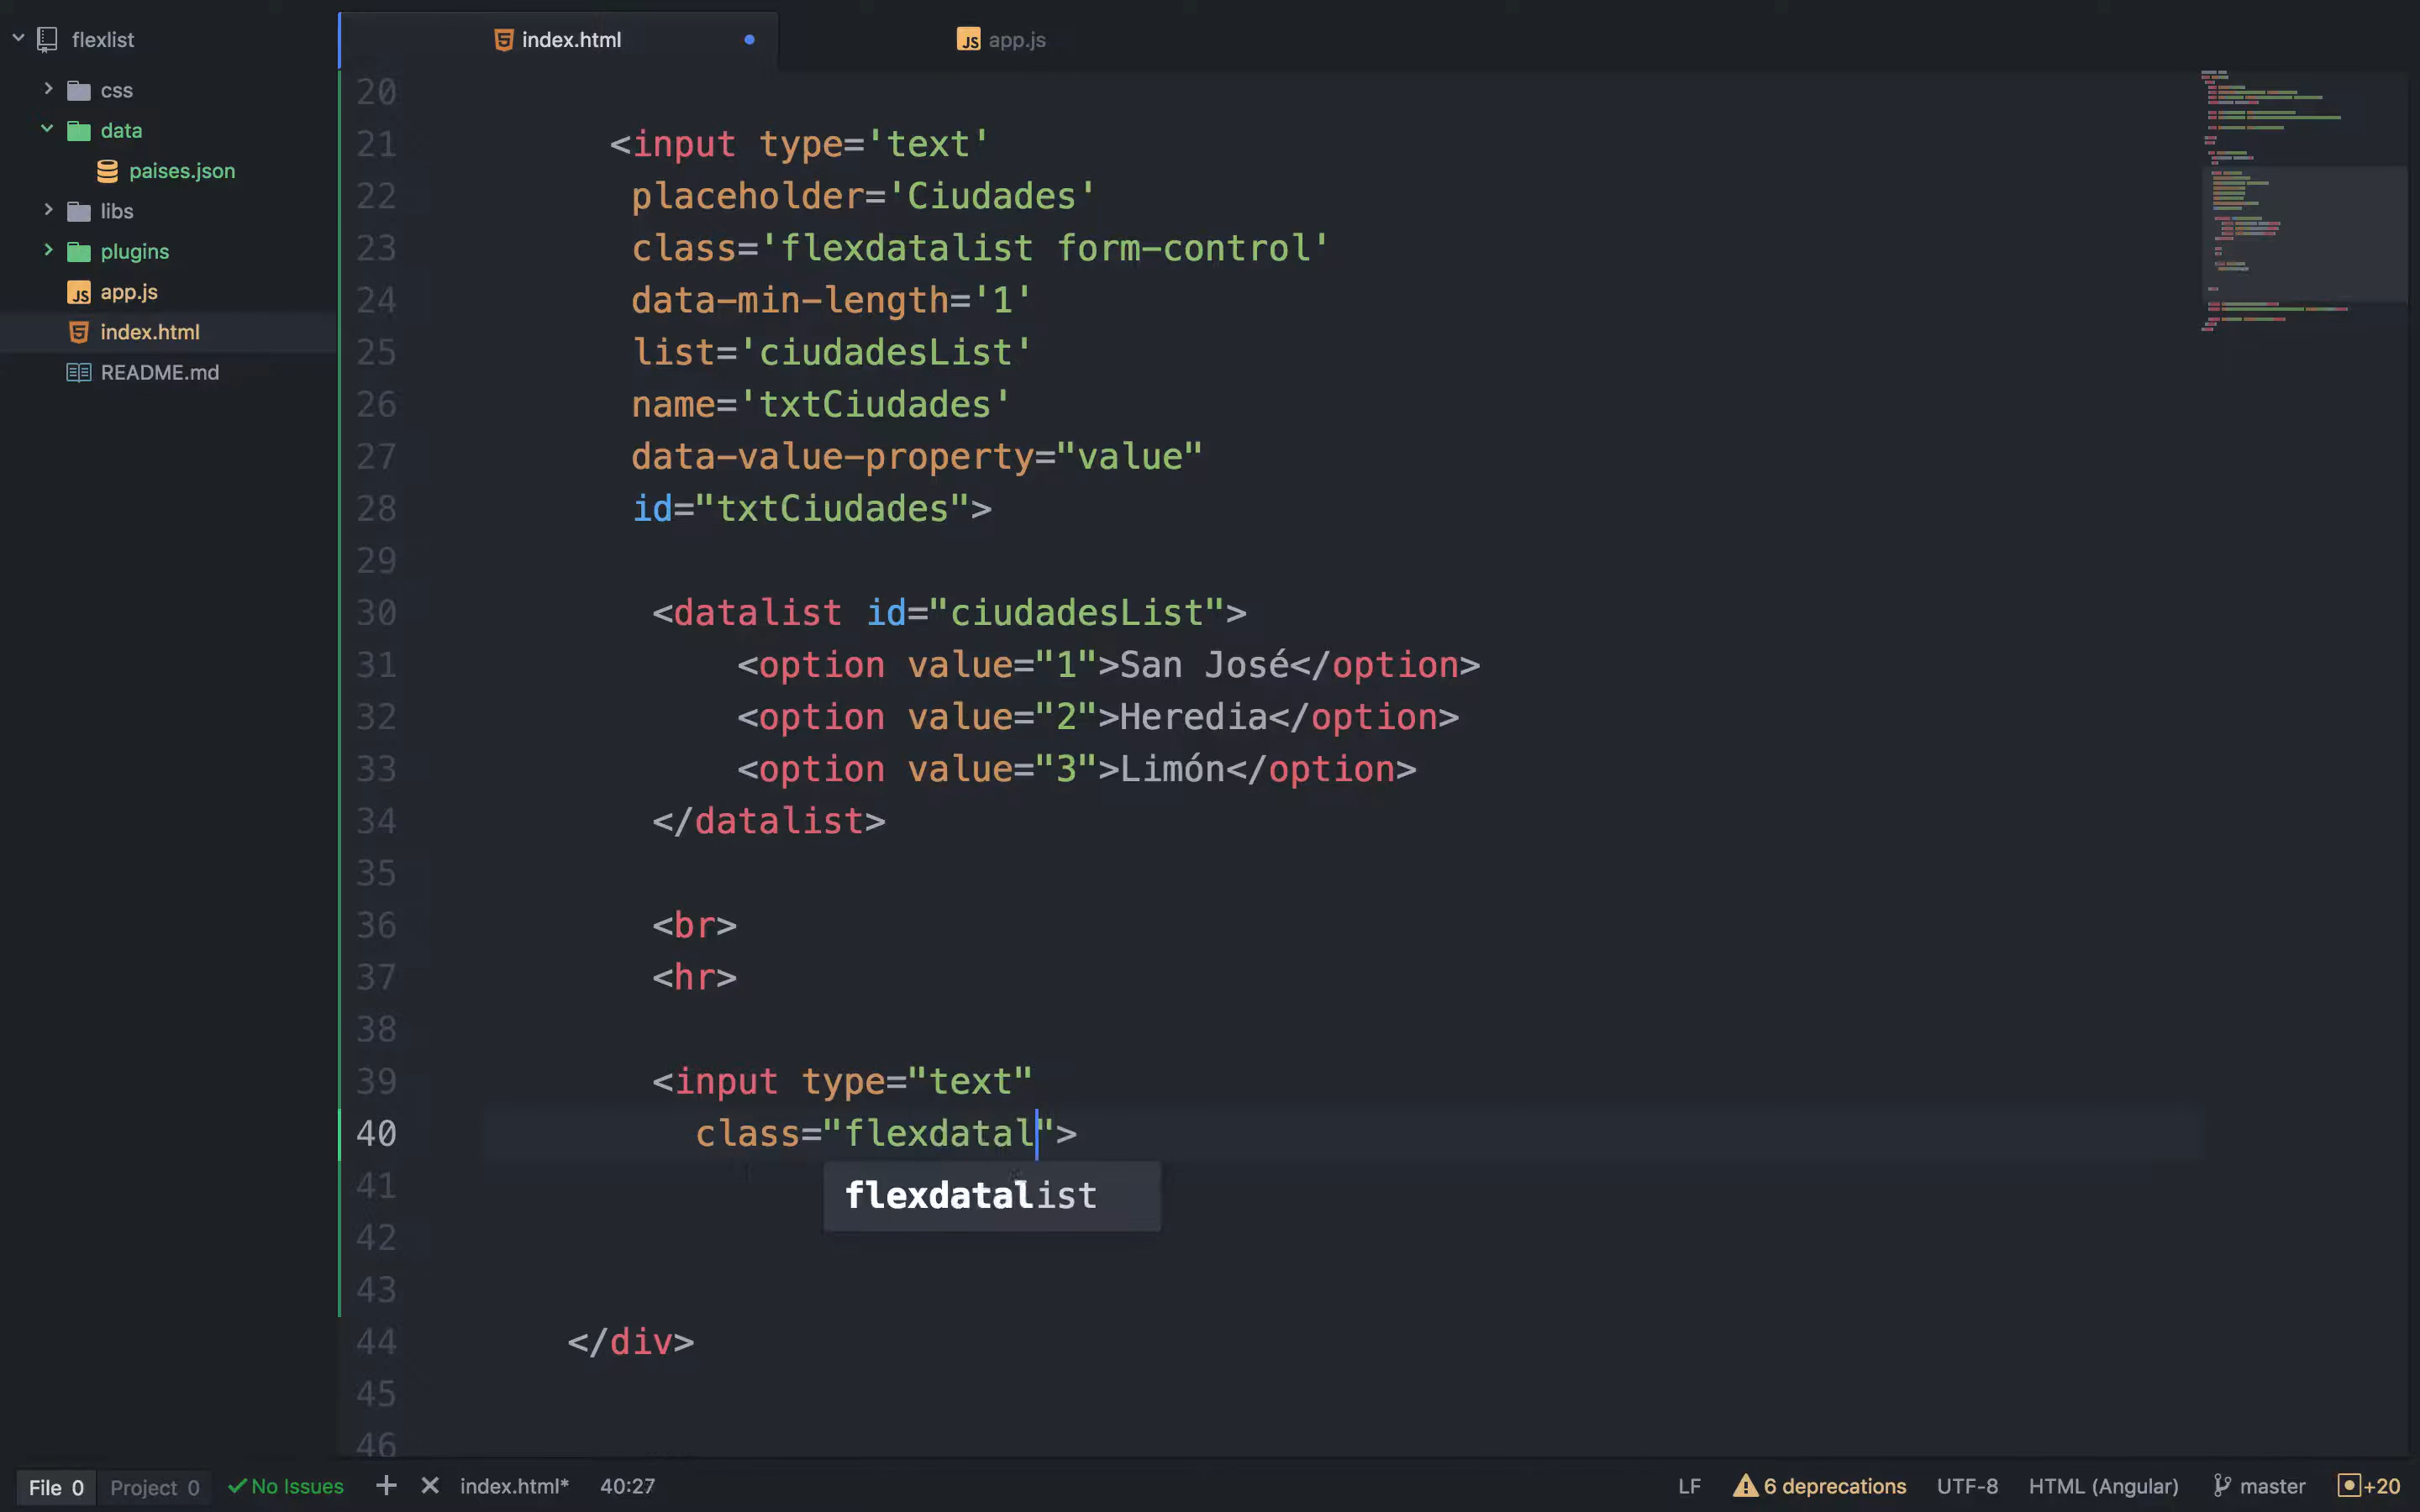 flexlist
css
data
paises.json
libs
plugins
app.js
index.html
README.md
index.html
app.js
20
21 <input type='text'
22 placeholder='Ciudades'
23 class='flexdatalist form-control'
24 data-min-length='1'
25 list='ciudadesList'
26 name='txtCiudades'
27 data-value-property="value"
28 id="txtCiudades">
29
30 <datalist id="ciudadesList">
31 <option value="1">San José</option>
32 <option value="2">Heredia</option>
33 <option value="3">Limón</option>
34 </datalist>
35
36 <br>
37 <hr>
38
39 <input type="text"
40 class="flexdatal">
41
flexdatalist
42
43
44 </div>
45
46
File 0 Project 0 No Issues index.html* 40:27 LF 6 deprecations UTF-8 HTML (Angular) master +20